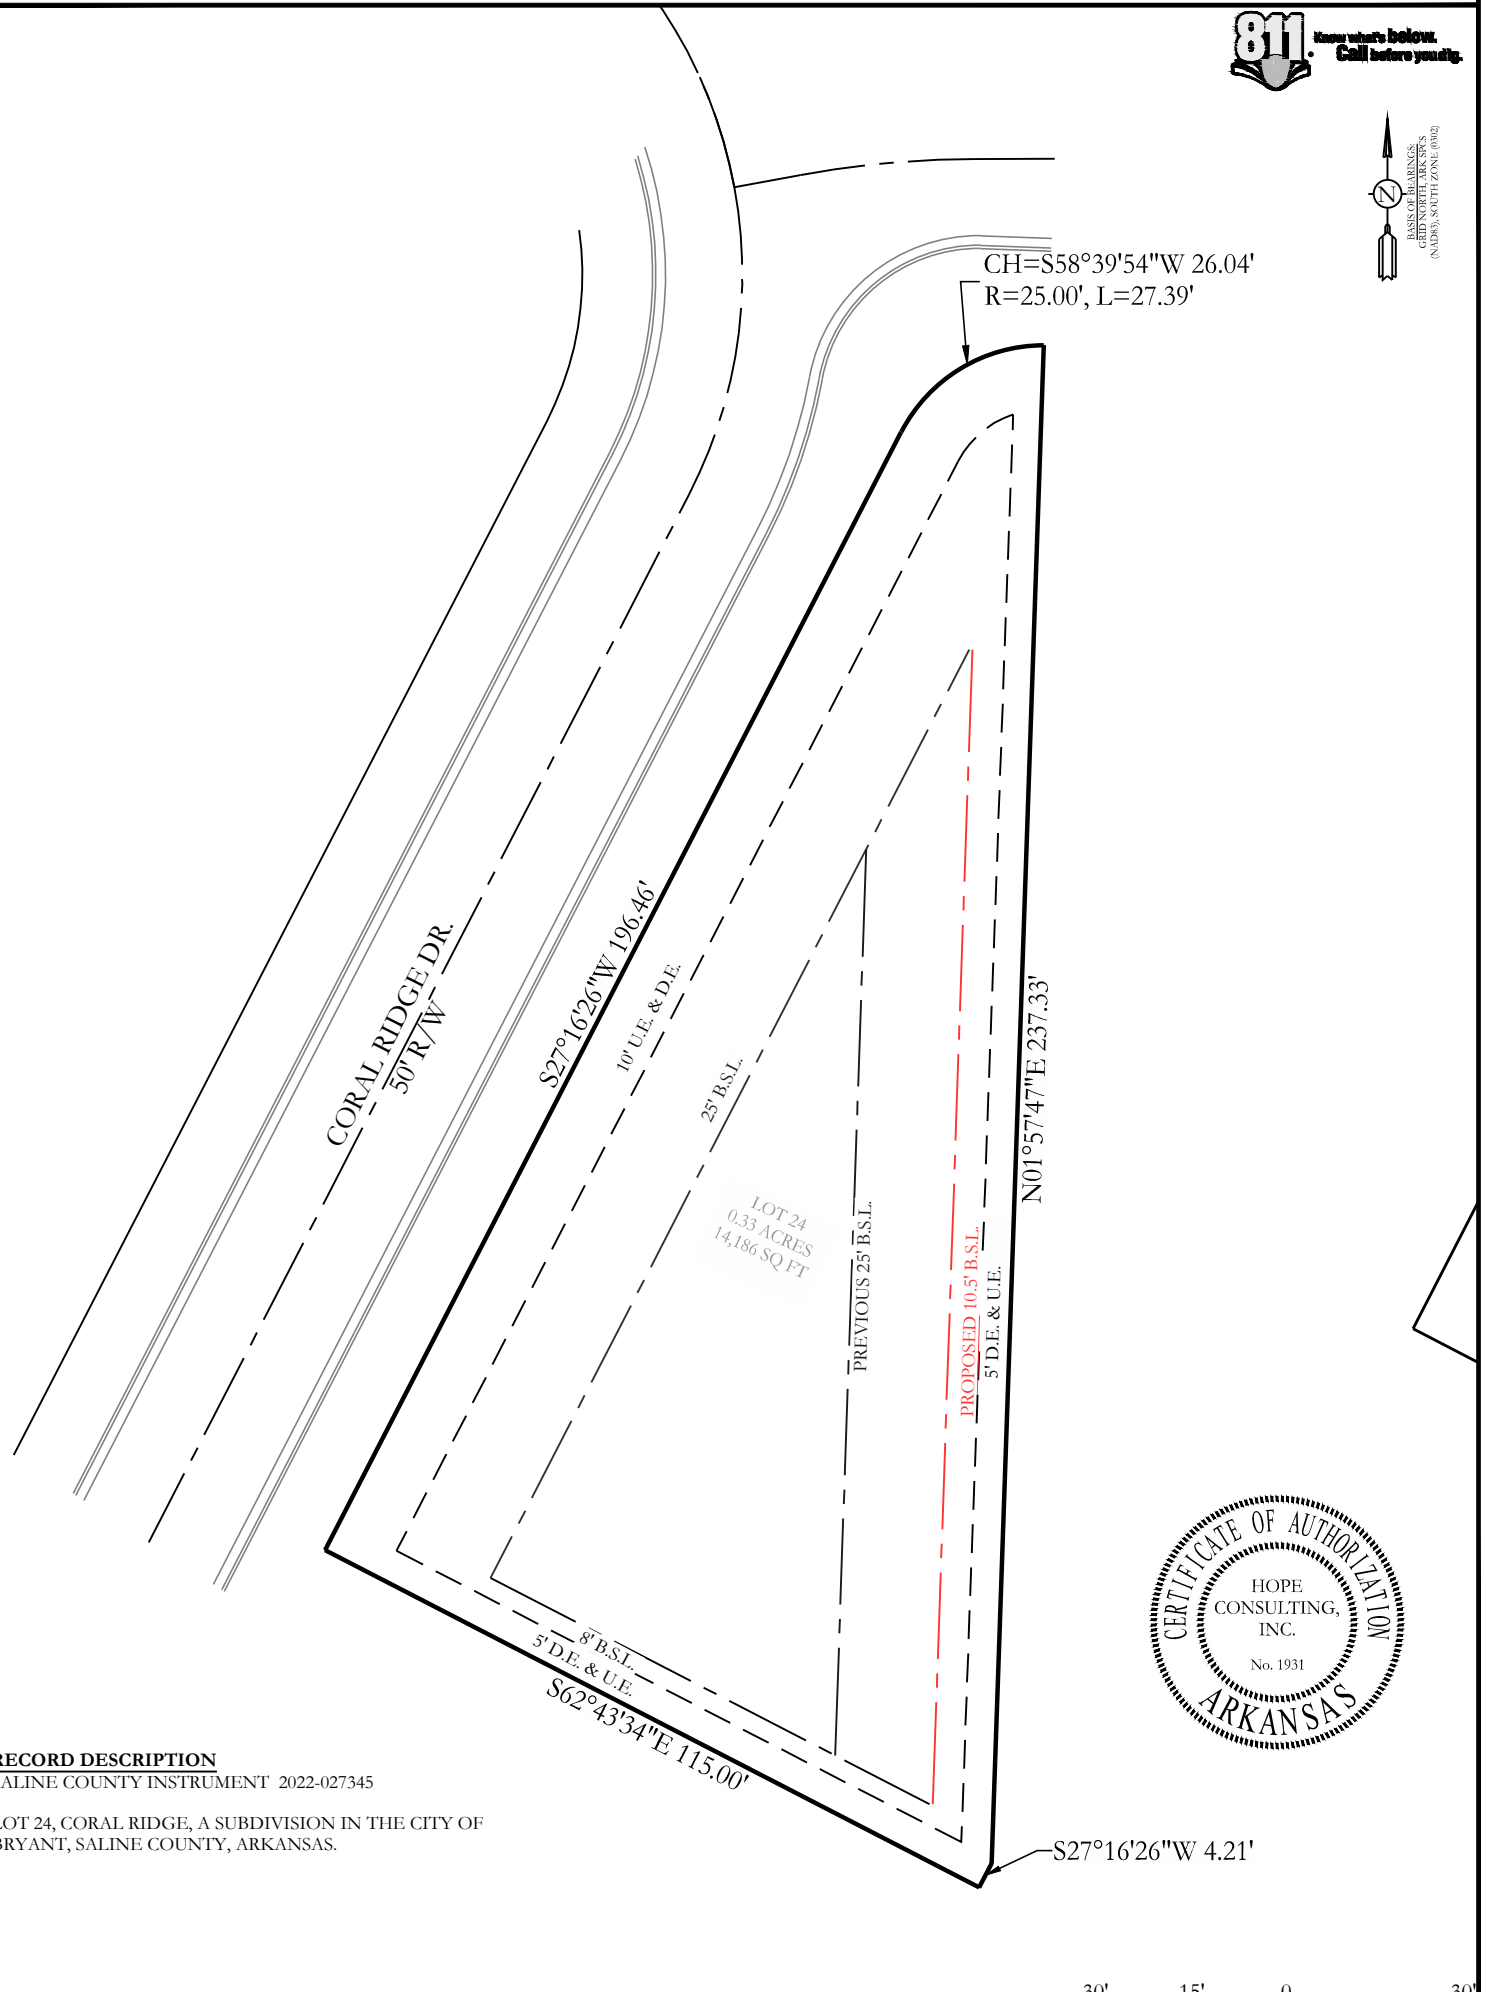 811
Know what's below.
Call before you dig.
BASIS OF BEARINGS:
GRID NORTH, ARK SPCS
(NAD83), SOUTH ZONE (0302)
N
CH=S58°39'54"W 26.04'
R=25.00', L=27.39'
S27°16'26"W 196.46'
10' U.E. & D.E.
25' B.S.L.
CORAL RIDGE DR.
50' R/W
N01°57'47"E 237.33'
LOT 24
0.33 ACRES
14,186 SQ FT
PREVIOUS 25' B.S.L.
PROPOSED 10.5' B.S.L.
5' D.E. & U.E.
CERTIFICATE OF AUTHORIZATION
HOPE
CONSULTING,
INC.
No. 1931
ARKANSAS
8' B.S.L.
5' D.E. & U.E.
S62°43'34"E 115.00'
RECORD DESCRIPTION
ALINE COUNTY INSTRUMENT 2022-027345
LOT 24, CORAL RIDGE, A SUBDIVISION IN THE CITY OF
BRYANT, SALINE COUNTY, ARKANSAS.
S27°16'26"W 4.21'
30' 15' 0 30'